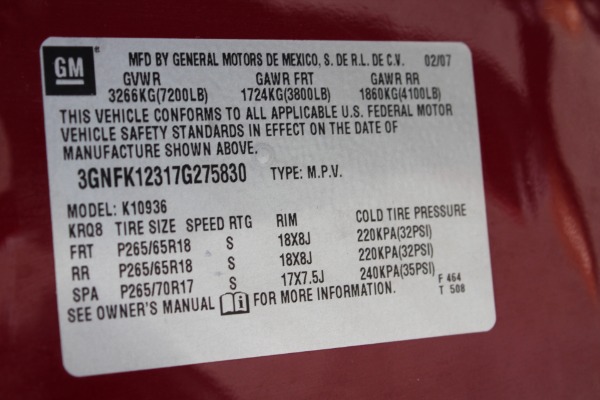 GM
MFD BY GENERAL MOTORS DE MEXICO, S. DE R.L. DE C.V. 02/07
GVWR GAWR FRT GAWR RR
3266KG(7200LB) 1724KG(3800LB) 1860KG(4100LB)
THIS VEHICLE CONFORMS TO ALL APPLICABLE U.S. FEDERAL MOTOR
VEHICLE SAFETY STANDARDS IN EFFECT ON THE DATE OF
MANUFACTURE SHOWN ABOVE.
3GNFK12317G275830 TYPE: M.P.V.
MODEL: K10936
KRQ8 TIRE SIZE SPEED RTG RIM COLD TIRE PRESSURE
FRT P265/65R18 S 18X8J 220KPA(32PSI)
RR P265/65R18 S 18X8J 220KPA(32PSI)
SPA P265/70R17 S 17X7.5J 240KPA(35PSI)
SEE OWNER'S MANUAL i FOR MORE INFORMATION.
F 464
T 508